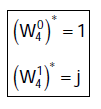 (W₄⁰)* = 1
(W₄¹)* = j